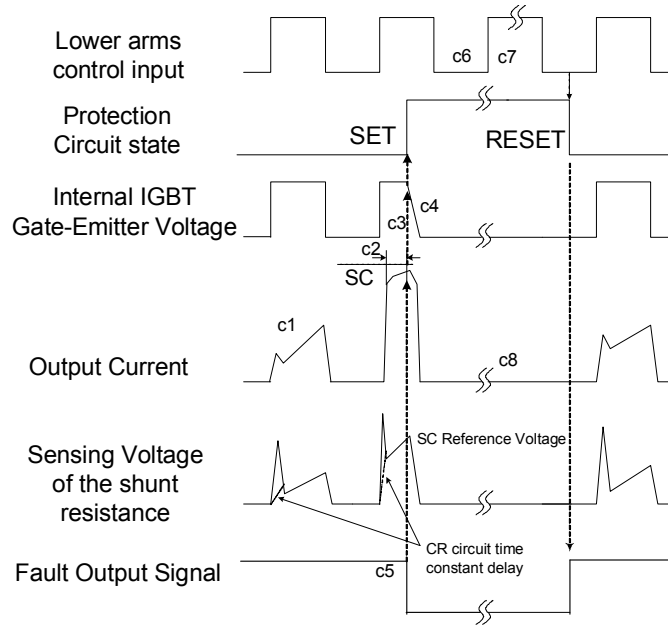 Lower arms
control input
c6
c7
Protection
Circuit state
SET
RESET
Internal IGBT
Gate-Emitter Voltage
c3
c4
c2
SC
c1
Output Current
c8
Sensing Voltage
of the shunt
resistance
SC Reference Voltage
CR circuit time
constant delay
Fault Output Signal
c5